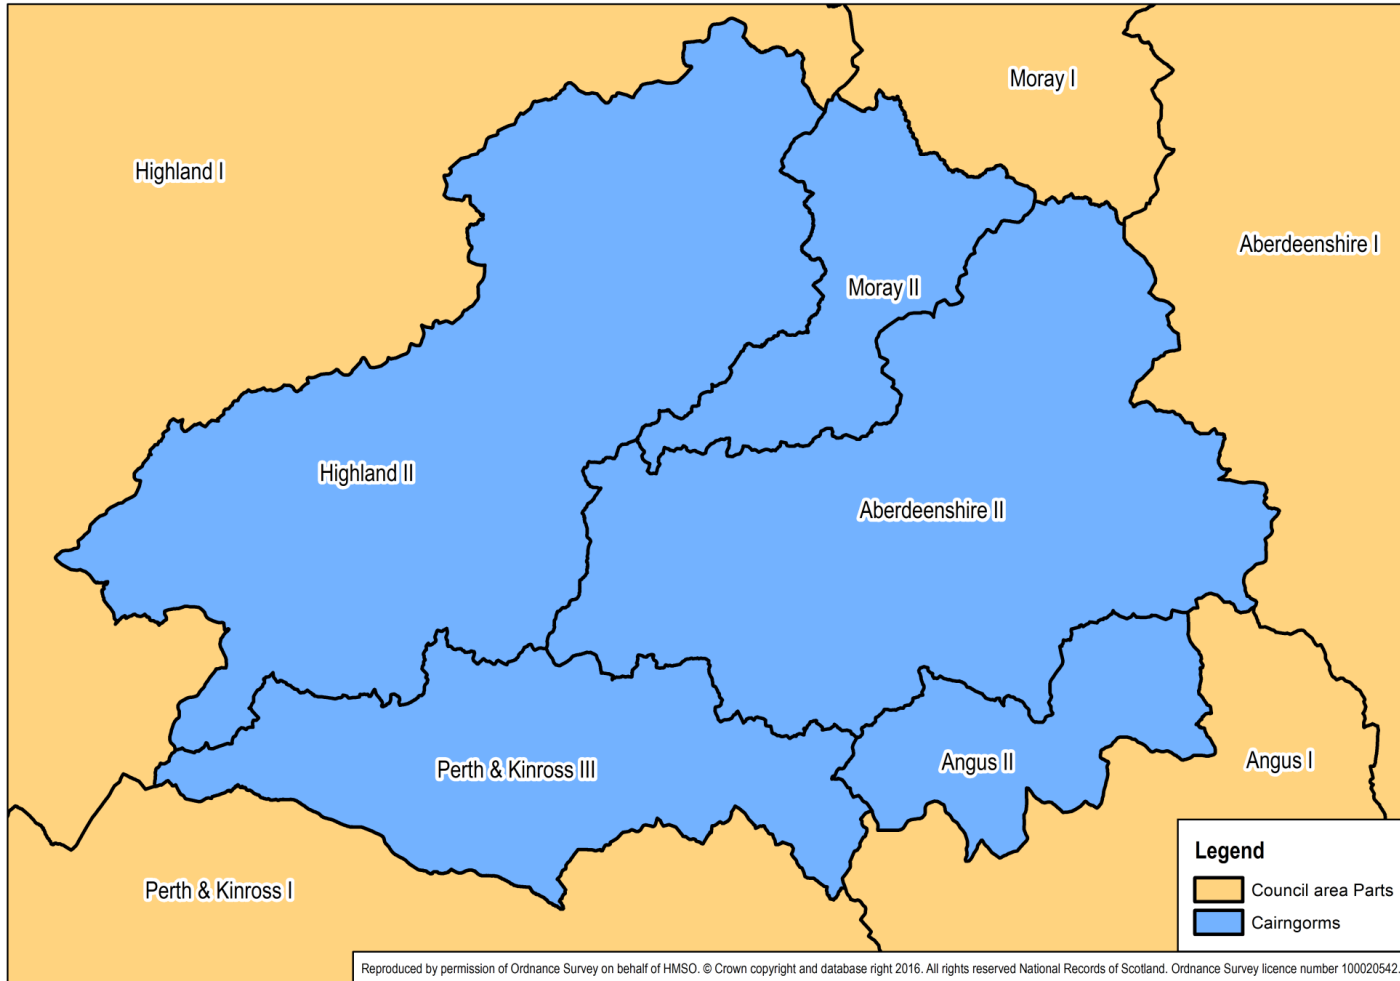 Moray I
Highland I
Aberdeenshire I
Moray II
Highland II
Aberdeenshire II
Perth & Kinross III
Angus II
Angus I
Perth & Kinross I
Legend
Council area Parts
Cairngorms
Reproduced by permission of Ordnance Survey on behalf of HMSO. © Crown copyright and database right 2016. All rights reserved National Records of Scotland. Ordnance Survey licence number 100020542.